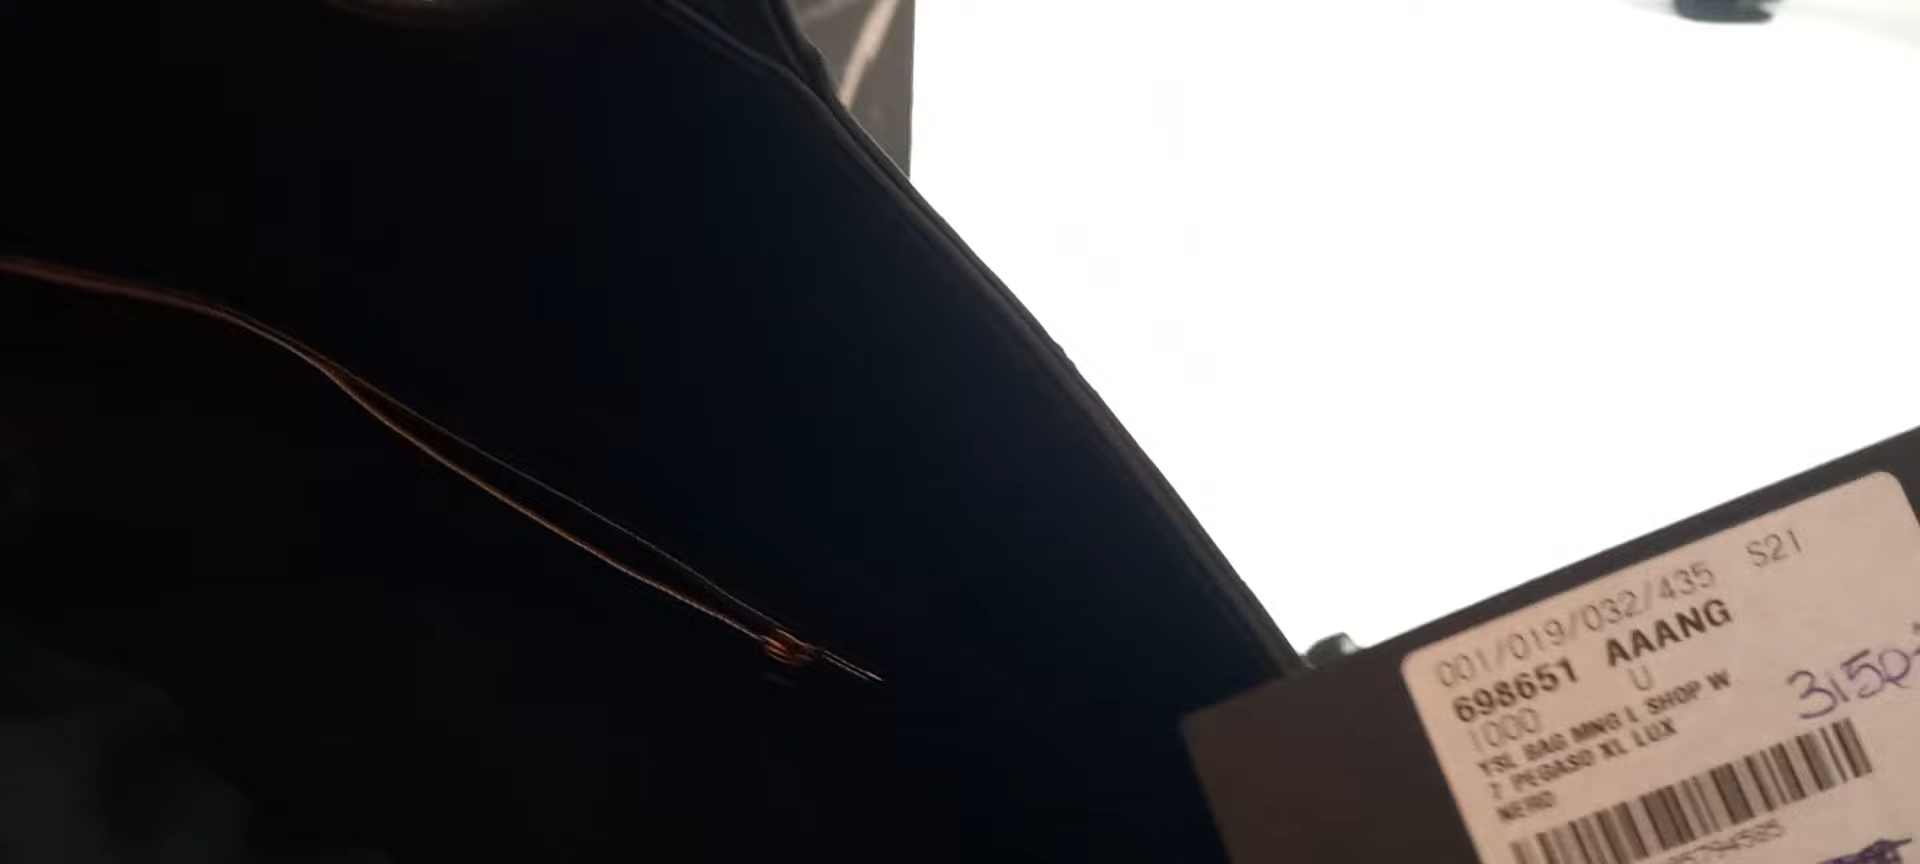 001/019/032/435 S21
698651 AAANG
U
1000
YSL BAG MNG L SHOP W
3150
PEGASO XL LUX
NERO